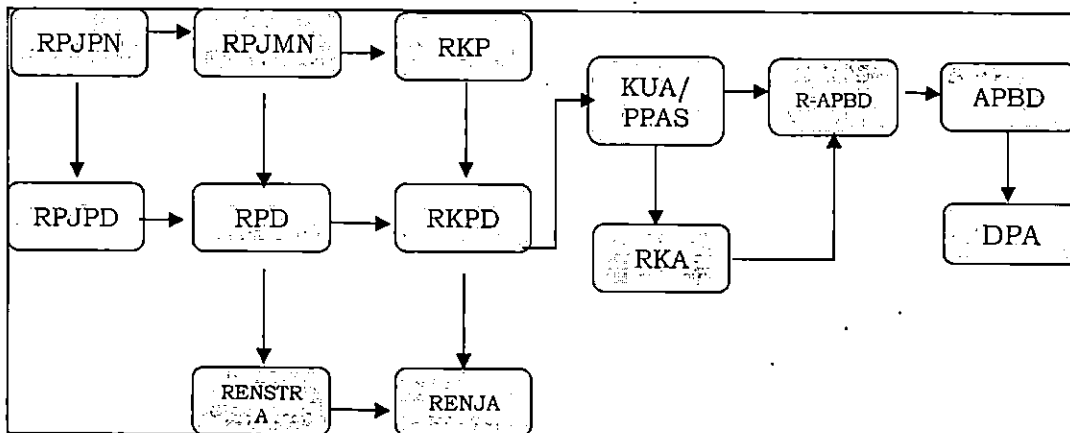 RPJPN
RPJMN
RKP
KUA/
PPAS
R-APBD
APBD
RPJPD
RPD
RKPD
RKA
DPA
RENSTR
A
RENJA